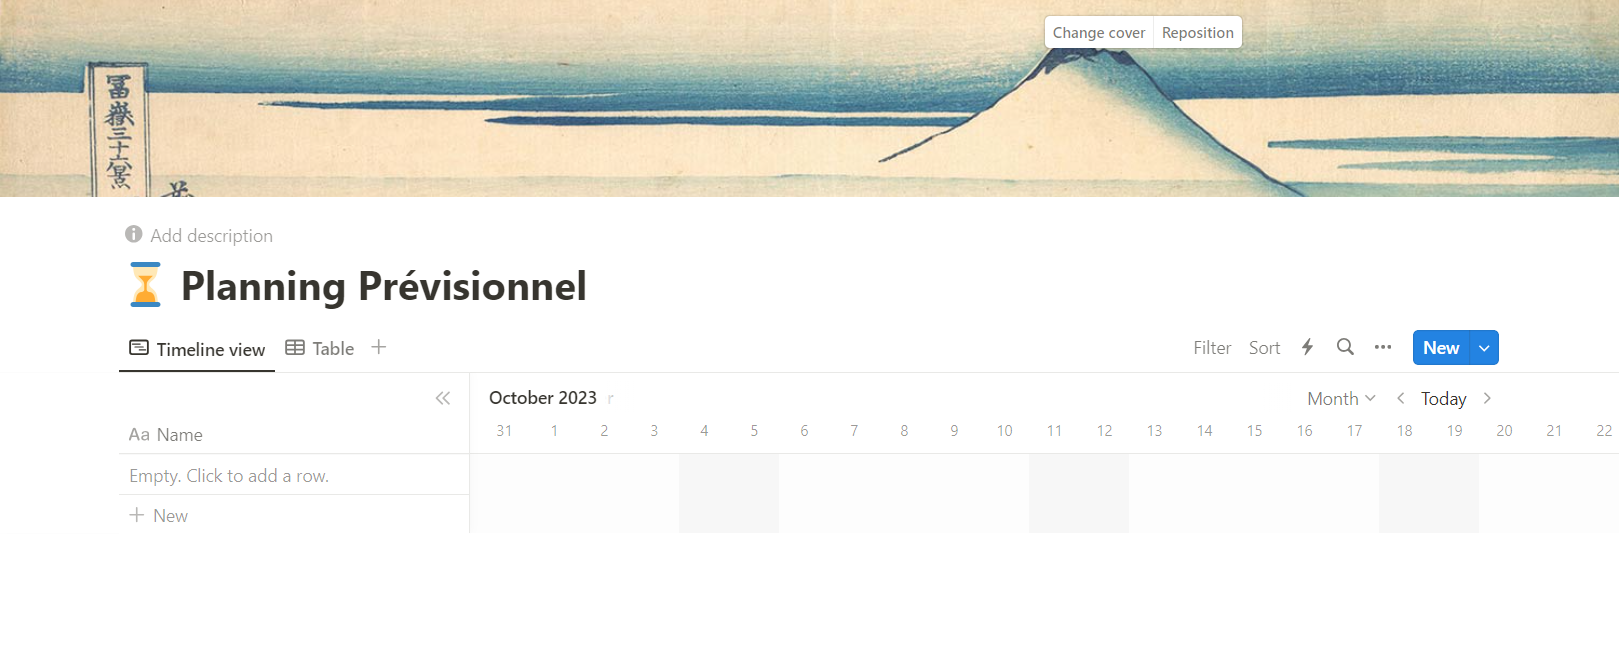 Change cover Reposition
冨嶽三十六景
Add description
Planning Prévisionnel
Timeline view Table
Filter Sort New
October 2023 r Month Today
31 1 2 3 4 5 6 7 8 9 10 11 12 13 14 15 16 17 18 19 20 21 22
Aa Name
Empty. Click to add a row.
New